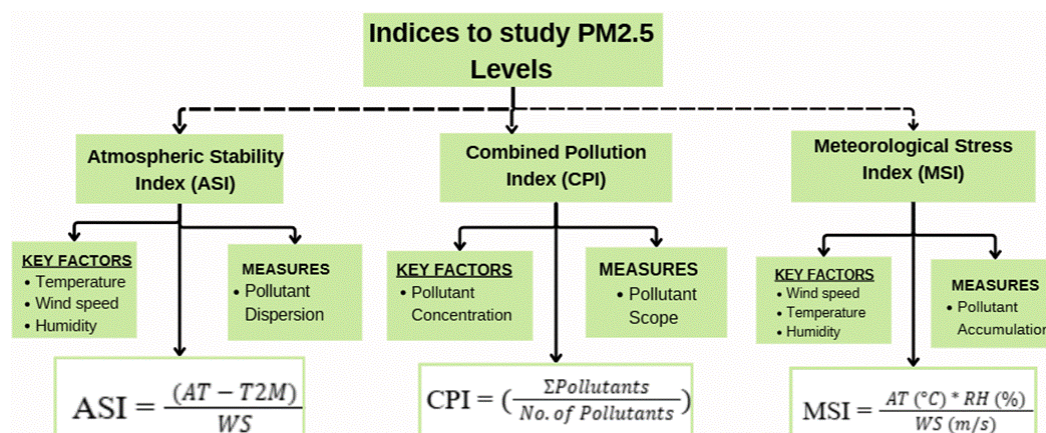 Indices to study PM2.5
Levels
Atmospheric Stability
Index (ASI)
Combined Pollution
Index (CPI)
Meteorological Stress
Index (MSI)
KEY FACTORS
• Temperature
• Wind speed
• Humidity
MEASURES
• Pollutant
Dispersion
KEY FACTORS
• Pollutant
Concentration
MEASURES
• Pollutant
Scope
KEY FACTORS
• Wind speed
• Temperature
• Humidity
MEASURES
• Pollutant
Accumulation
ASI = (AT − T2M) / WS
CPI = (ΣPollutants / No. of Pollutants)
MSI = AT (°C) * RH (%) / WS (m/s)